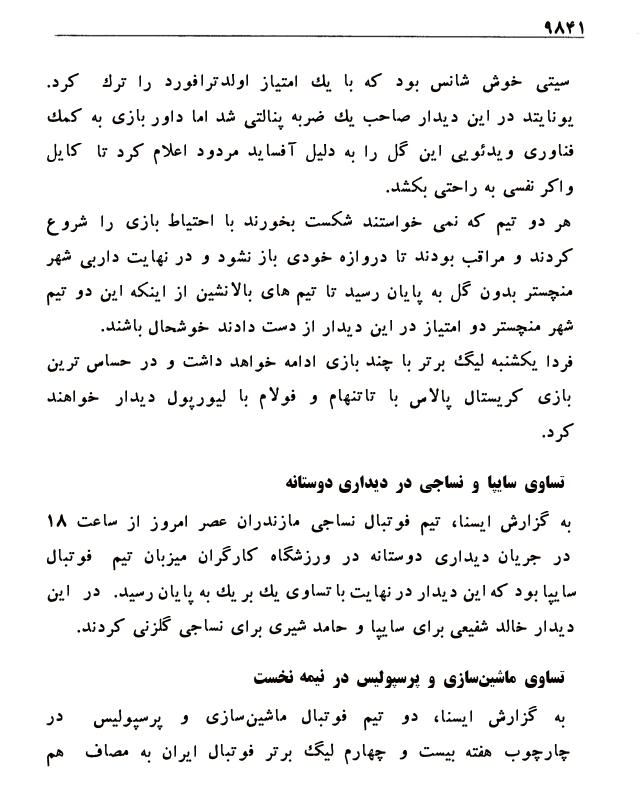 ۹۸۴۱
سیتی خوش شانس بود که با یک امتیاز اولدترافورد را ترک کرد.
یونایتد در این دیدار صاحب یک ضربه پنالتی شد اما داور بازی به کمک
فناوری ویدئویی این گل را به دلیل آفساید مردود اعلام کرد تا کایل
واکر نفسی به راحتی بکشد.
هر دو تیم که نمی خواستند شکست بخورند با احتیاط بازی را شروع
کردند و مراقب بودند تا دروازه خودی باز نشود و در نهایت داربی شهر
منچستر بدون گل به پایان رسید تا تیم های بالانشین از اینکه این دو تیم
شهر منچستر دو امتیاز در این دیدار از دست دادند خوشحال باشند.
فردا یکشنبه لیگ برتر با چند بازی ادامه خواهد داشت و در حساس ترین
بازی کریستال پالاس با تاتنهام و فولام با لیورپول دیدار خواهند
کرد.
تساوی سایپا و نساجی در دیداری دوستانه
به گزارش ایسنا، تیم فوتبال نساجی مازندران عصر امروز از ساعت ۱۸
در جریان دیداری دوستانه در ورزشگاه کارگران میزبان تیم فوتبال
سایپا بود که این دیدار در نهایت با تساوی یک بر یک به پایان رسید. در این
دیدار خالد شفیعی برای سایپا و حامد شیری برای نساجی گلزنی کردند.
تساوی ماشین‌سازی و پرسپولیس در نیمه نخست
به گزارش ایسنا، دو تیم فوتبال ماشین‌سازی و پرسپولیس در
چارچوب هفته بیست و چهارم لیگ برتر فوتبال ایران به مصاف هم